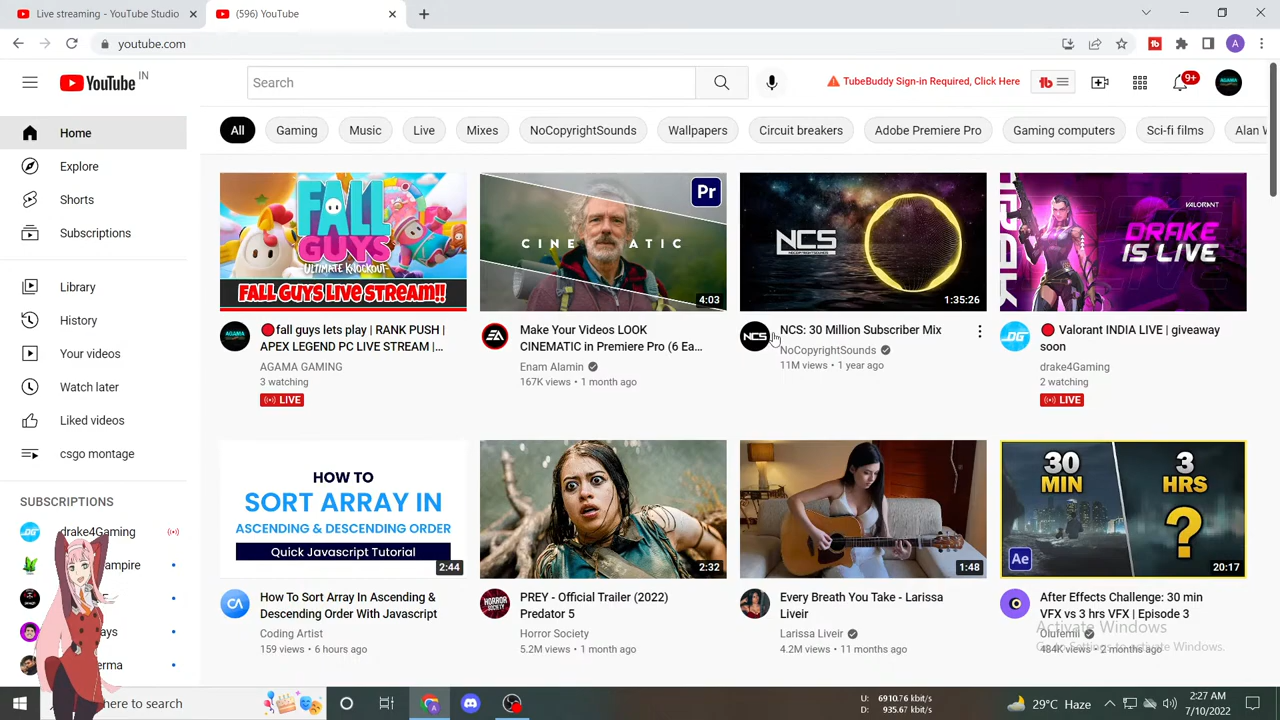 Live streaming - YouTube Studio
(596) YouTube
youtube.com
YouTube IN
Search
TubeBuddy Sign-in Required, Click Here
tb
9+
AGAMA
All
Gaming
Music
Live
Mixes
NoCopyrightSounds
Wallpapers
Circuit breakers
Adobe Premiere Pro
Gaming computers
Sci-fi films
Alan
Home
Explore
Shorts
Subscriptions
Library
History
Your videos
Watch later
Liked videos
csgo montage
SUBSCRIPTIONS
drake4Gaming
FALL
GUYS
ULTIMATE KNOCKOUT
FALL GUYS LIVE STREAM!!
AGAMA
fall guys lets play | RANK PUSH |
APEX LEGEND PC LIVE STREAM |...
AGAMA GAMING
3 watching
LIVE
Pr
CINEMATIC
4:03
EA
Make Your Videos LOOK
CINEMATIC in Premiere Pro (6 Ea...
Enam Alamin
167K views • 1 month ago
NCS
NOCOPYRIGHTSOUNDS
1:35:26
NCS
NCS: 30 Million Subscriber Mix
NoCopyrightSounds
11M views • 1 year ago
VALORANT
DRAKE
IS LIVE
DG
Valorant INDIA LIVE | giveaway
soon
drake4Gaming
2 watching
LIVE
HOW TO
SORT ARRAY IN
ASCENDING & DESCENDING ORDER
Quick Javascript Tutorial
2:44
CA
How To Sort Array In Ascending &
Descending Order With Javascript
Coding Artist
159 views • 6 hours ago
2:32
HORROR
SOCIETY
PREY - Official Trailer (2022)
Predator 5
Horror Society
5.2M views • 1 month ago
1:48
Every Breath You Take - Larissa
Liveir
Larissa Liveir
4.2M views • 11 months ago
30
MIN
3
HRS
?
Ae
20:17
After Effects Challenge: 30 min
VFX vs 3 hrs VFX | Episode 3
Olufemii
484K views • 2 months ago
Activate Windows
Go to Settings to activate Windows.
here to search
U: 6910.76 kbit/s
D: 935.67 kbit/s
29°C Haze
2:27 AM
7/10/2022